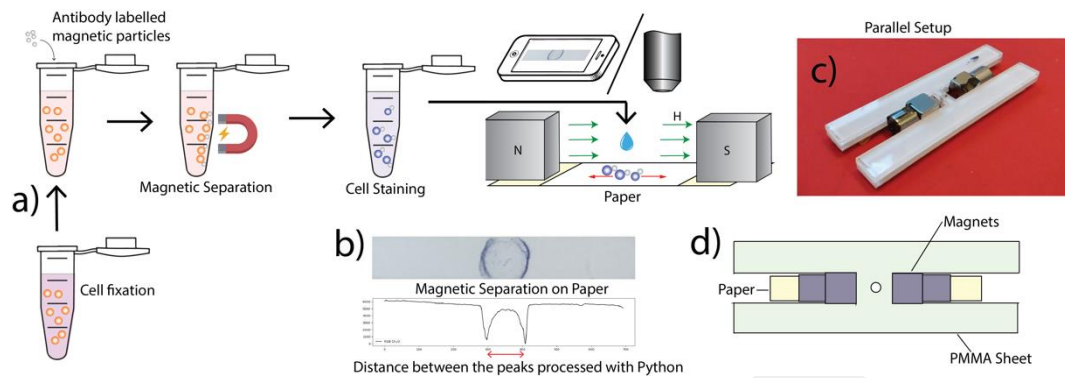 Antibody labelled
magnetic particles
a)
Magnetic Separation
Cell Staining
Cell fixation
N
H
S
Paper
b)
Magnetic Separation on Paper
Distance between the peaks processed with Python
Parallel Setup
c)
d)
Magnets
Paper
PMMA Sheet